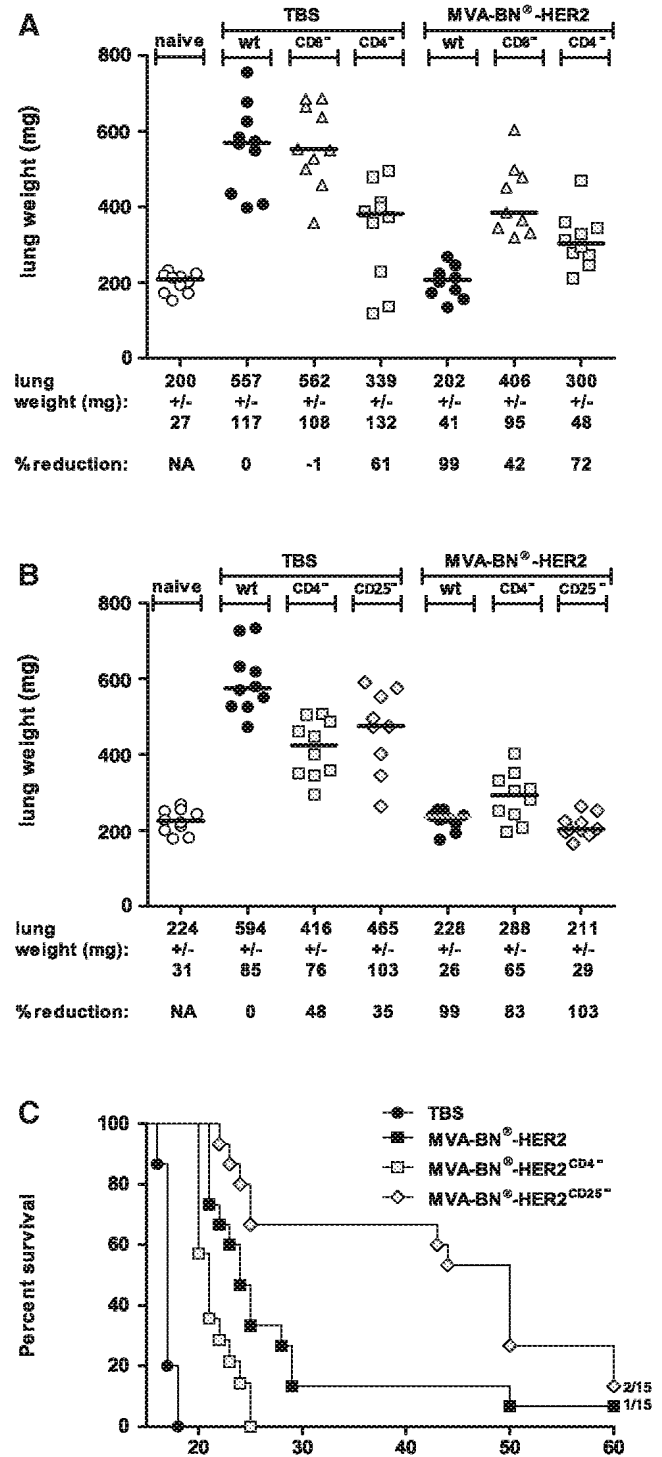 A
TBS MVA-BN®-HER2
naive wt CD8⁻ CD4⁻ wt CD8⁻ CD4⁻
800
600
400
200
0
lung weight (mg)
lung 200 557 562 339 202 406 300
weight (mg): +/- +/- +/- +/- +/- +/- +/-
27 117 108 132 41 95 48
%reduction: NA 0 -1 61 99 42 72
B
TBS MVA-BN®-HER2
naive wt CD4⁻ CD25⁻ wt CD4⁻ CD25⁻
800
600
400
200
0
lung weight (mg)
lung 224 594 416 465 228 288 211
weight (mg): +/- +/- +/- +/- +/- +/- +/-
31 85 76 103 26 65 29
%reduction: NA 0 48 35 99 83 103
C
TBS
MVA-BN®-HER2
MVA-BN®-HER2CD4⁻
MVA-BN®-HER2CD25⁻
100
80
60
40
20
0
Percent survival
2/15
1/15
20 30 40 50 60